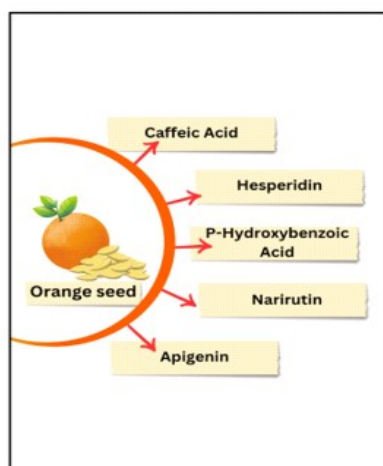 Caffeic Acid
Hesperidin
P-Hydroxybenzoic
Acid
Orange seed
Narirutin
Apigenin